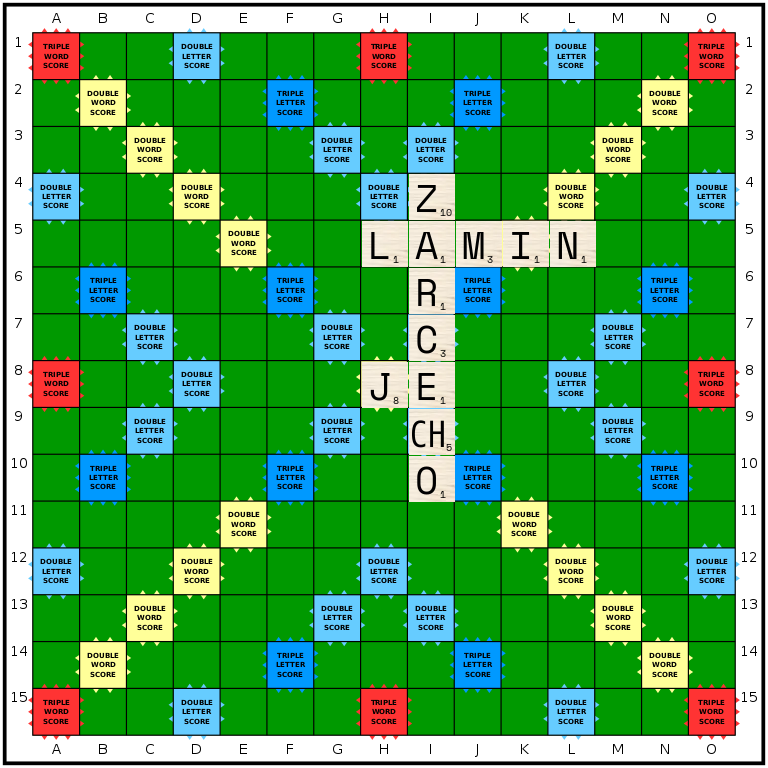 A B C D E F G H I J K L M N O
1 TRIPLE DOUBLE TRIPLE DOUBLE TRIPLE 1
WORD LETTER WORD LETTER WORD
SCORE SCORE SCORE SCORE SCORE
2 DOUBLE TRIPLE TRIPLE DOUBLE 2
WORD LETTER LETTER WORD
SCORE SCORE SCORE SCORE
3 DOUBLE DOUBLE DOUBLE DOUBLE 3
WORD LETTER LETTER WORD
SCORE SCORE SCORE SCORE
4 DOUBLE DOUBLE DOUBLE Z10 DOUBLE DOUBLE 4
LETTER WORD LETTER WORD LETTER
SCORE SCORE SCORE SCORE SCORE
5 DOUBLE L1 A1 M3 I1 N1 5
WORD
SCORE
6 TRIPLE TRIPLE R1 TRIPLE TRIPLE 6
LETTER LETTER LETTER LETTER
SCORE SCORE SCORE SCORE
7 DOUBLE DOUBLE C3 DOUBLE 7
LETTER LETTER LETTER
SCORE SCORE SCORE
8 TRIPLE DOUBLE J8 E1 DOUBLE TRIPLE 8
WORD LETTER LETTER WORD
SCORE SCORE SCORE SCORE
9 DOUBLE DOUBLE CH5 DOUBLE 9
LETTER LETTER LETTER
SCORE SCORE SCORE
10 TRIPLE TRIPLE O1 TRIPLE TRIPLE 10
LETTER LETTER LETTER LETTER
SCORE SCORE SCORE SCORE
11 DOUBLE DOUBLE 11
WORD WORD
SCORE SCORE
12 DOUBLE DOUBLE DOUBLE DOUBLE DOUBLE 12
LETTER WORD LETTER WORD LETTER
SCORE SCORE SCORE SCORE SCORE
13 DOUBLE DOUBLE DOUBLE DOUBLE 13
WORD LETTER LETTER WORD
SCORE SCORE SCORE SCORE
14 DOUBLE TRIPLE TRIPLE DOUBLE 14
WORD LETTER LETTER WORD
SCORE SCORE SCORE SCORE
15 TRIPLE DOUBLE TRIPLE DOUBLE TRIPLE 15
WORD LETTER WORD LETTER WORD
SCORE SCORE SCORE SCORE SCORE
A B C D E F G H I J K L M N O